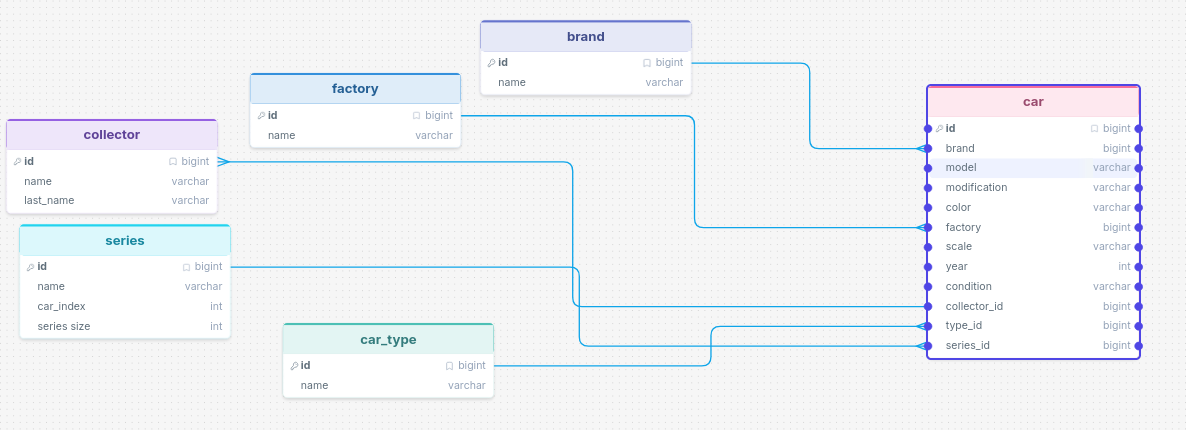 brand
id bigint
name varchar
factory
id bigint
name varchar
collector
id bigint
name varchar
last_name varchar
series
id bigint
name varchar
car_index int
series size int
car_type
id bigint
name varchar
car
id bigint
brand bigint
model varchar
modification varchar
color varchar
factory bigint
scale varchar
year int
condition varchar
collector_id bigint
type_id bigint
series_id bigint